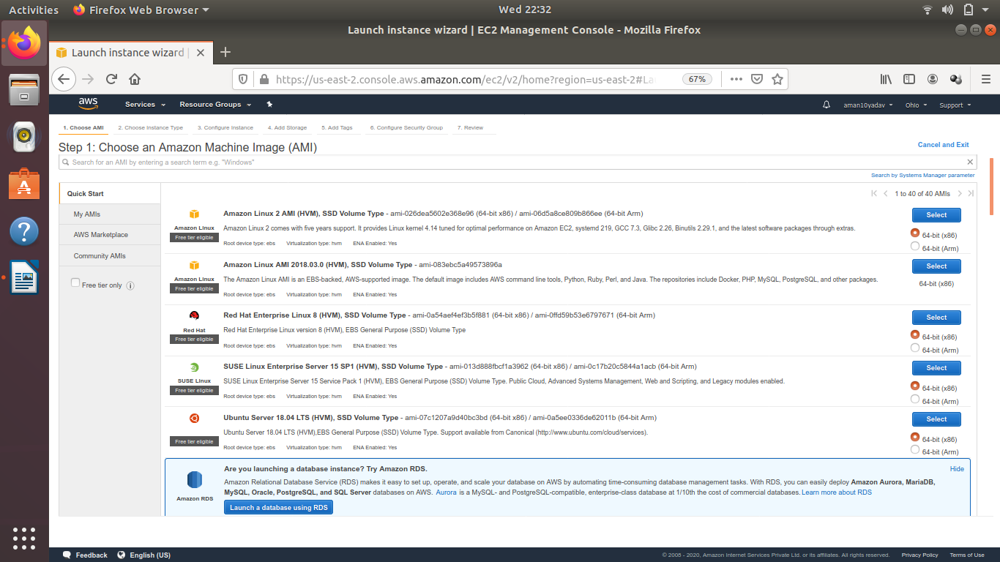 Activities
Firefox Web Browser
Wed 22:32
Launch instance wizard | EC2 Management Console - Mozilla Firefox
Launch instance wizard |
https://us-east-2.console.aws.amazon.com/ec2/v2/home?region=us-east-2#La
67%
aws
Services
Resource Groups
aman10yadav
Ohio
Support
1. Choose AMI
2. Choose Instance Type
3. Configure Instance
4. Add Storage
5. Add Tags
6. Configure Security Group
7. Review
Step 1: Choose an Amazon Machine Image (AMI)
Cancel and Exit
Search for an AMI by entering a search term e.g. "Windows"
Search by Systems Manager parameter
Quick Start
My AMIs
AWS Marketplace
Community AMIs
Free tier only
1 to 40 of 40 AMIs
Amazon Linux
Free tier eligible
Amazon Linux 2 AMI (HVM), SSD Volume Type - ami-026dea5602e368e96 (64-bit x86) / ami-06d5a8ce809b866ee (64-bit Arm)
Amazon Linux 2 comes with five years support. It provides Linux kernel 4.14 tuned for optimal performance on Amazon EC2, systemd 219, GCC 7.3, Glibc 2.26, Binutils 2.29.1, and the latest software packages through extras.
Root device type: ebs Virtualization type: hvm ENA Enabled: Yes
Select
64-bit (x86)
64-bit (Arm)
Amazon Linux
Free tier eligible
Amazon Linux AMI 2018.03.0 (HVM), SSD Volume Type - ami-083ebc5a49573896a
The Amazon Linux AMI is an EBS-backed, AWS-supported image. The default image includes AWS command line tools, Python, Ruby, Perl, and Java. The repositories include Docker, PHP, MySQL, PostgreSQL, and other packages.
Root device type: ebs Virtualization type: hvm ENA Enabled: Yes
Select
64-bit (x86)
Red Hat
Free tier eligible
Red Hat Enterprise Linux 8 (HVM), SSD Volume Type - ami-0a54aef4ef3b5f881 (64-bit x86) / ami-0ffd59b53e6797671 (64-bit Arm)
Red Hat Enterprise Linux version 8 (HVM), EBS General Purpose (SSD) Volume Type
Root device type: ebs Virtualization type: hvm ENA Enabled: Yes
Select
64-bit (x86)
64-bit (Arm)
SUSE Linux
Free tier eligible
SUSE Linux Enterprise Server 15 SP1 (HVM), SSD Volume Type - ami-013d888fbcf1a3962 (64-bit x86) / ami-0c17b20c5844a1acb (64-bit Arm)
SUSE Linux Enterprise Server 15 Service Pack 1 (HVM), EBS General Purpose (SSD) Volume Type. Public Cloud, Advanced Systems Management, Web and Scripting, and Legacy modules enabled.
Root device type: ebs Virtualization type: hvm ENA Enabled: Yes
Select
64-bit (x86)
64-bit (Arm)
Free tier eligible
Ubuntu Server 18.04 LTS (HVM), SSD Volume Type - ami-07c1207a9d40bc3bd (64-bit x86) / ami-0a5ee0336de62011b (64-bit Arm)
Ubuntu Server 18.04 LTS (HVM),EBS General Purpose (SSD) Volume Type. Support available from Canonical (http://www.ubuntu.com/cloud/services).
Root device type: ebs Virtualization type: hvm ENA Enabled: Yes
Select
64-bit (x86)
64-bit (Arm)
Amazon RDS
Are you launching a database instance? Try Amazon RDS.
Hide
Amazon Relational Database Service (RDS) makes it easy to set up, operate, and scale your database on AWS by automating time-consuming database management tasks. With RDS, you can easily deploy Amazon Aurora, MariaDB,
MySQL, Oracle, PostgreSQL, and SQL Server databases on AWS. Aurora is a MySQL- and PostgreSQL-compatible, enterprise-class database at 1/10th the cost of commercial databases. Learn more about RDS
Launch a database using RDS
Feedback
English (US)
© 2008 - 2020, Amazon Internet Services Private Ltd. or its affiliates. All rights reserved.
Privacy Policy
Terms of Use